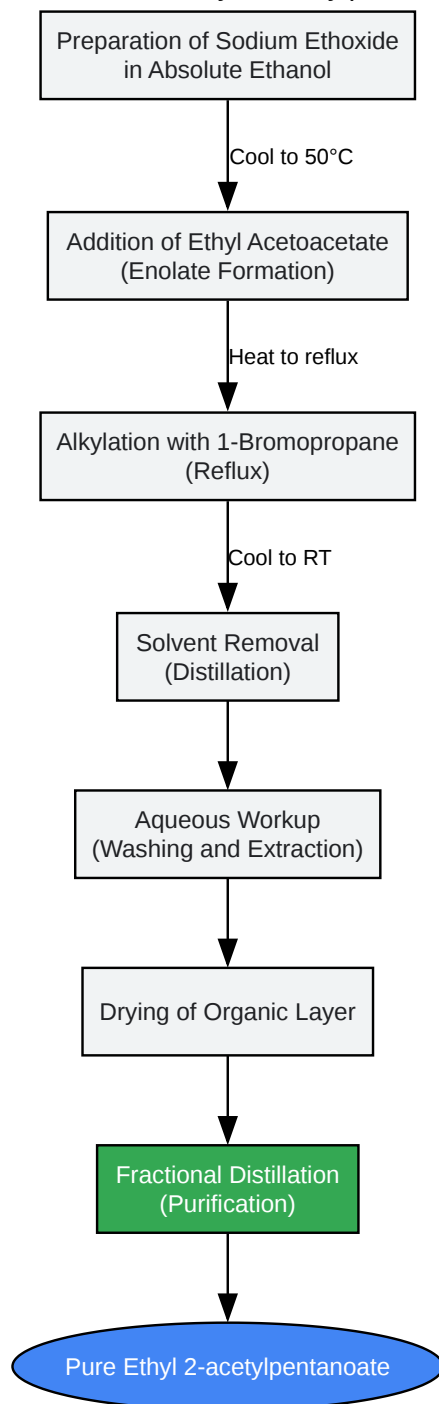 Preparation of Sodium Ethoxide
in Absolute Ethanol
Cool to 50°C
Addition of Ethyl Acetoacetate
(Enolate Formation)
Heat to reflux
Alkylation with 1-Bromopropane
(Reflux)
Cool to RT
Solvent Removal
(Distillation)
Aqueous Workup
(Washing and Extraction)
Drying of Organic Layer
Fractional Distillation
(Purification)
Pure Ethyl 2-acetylpentanoate